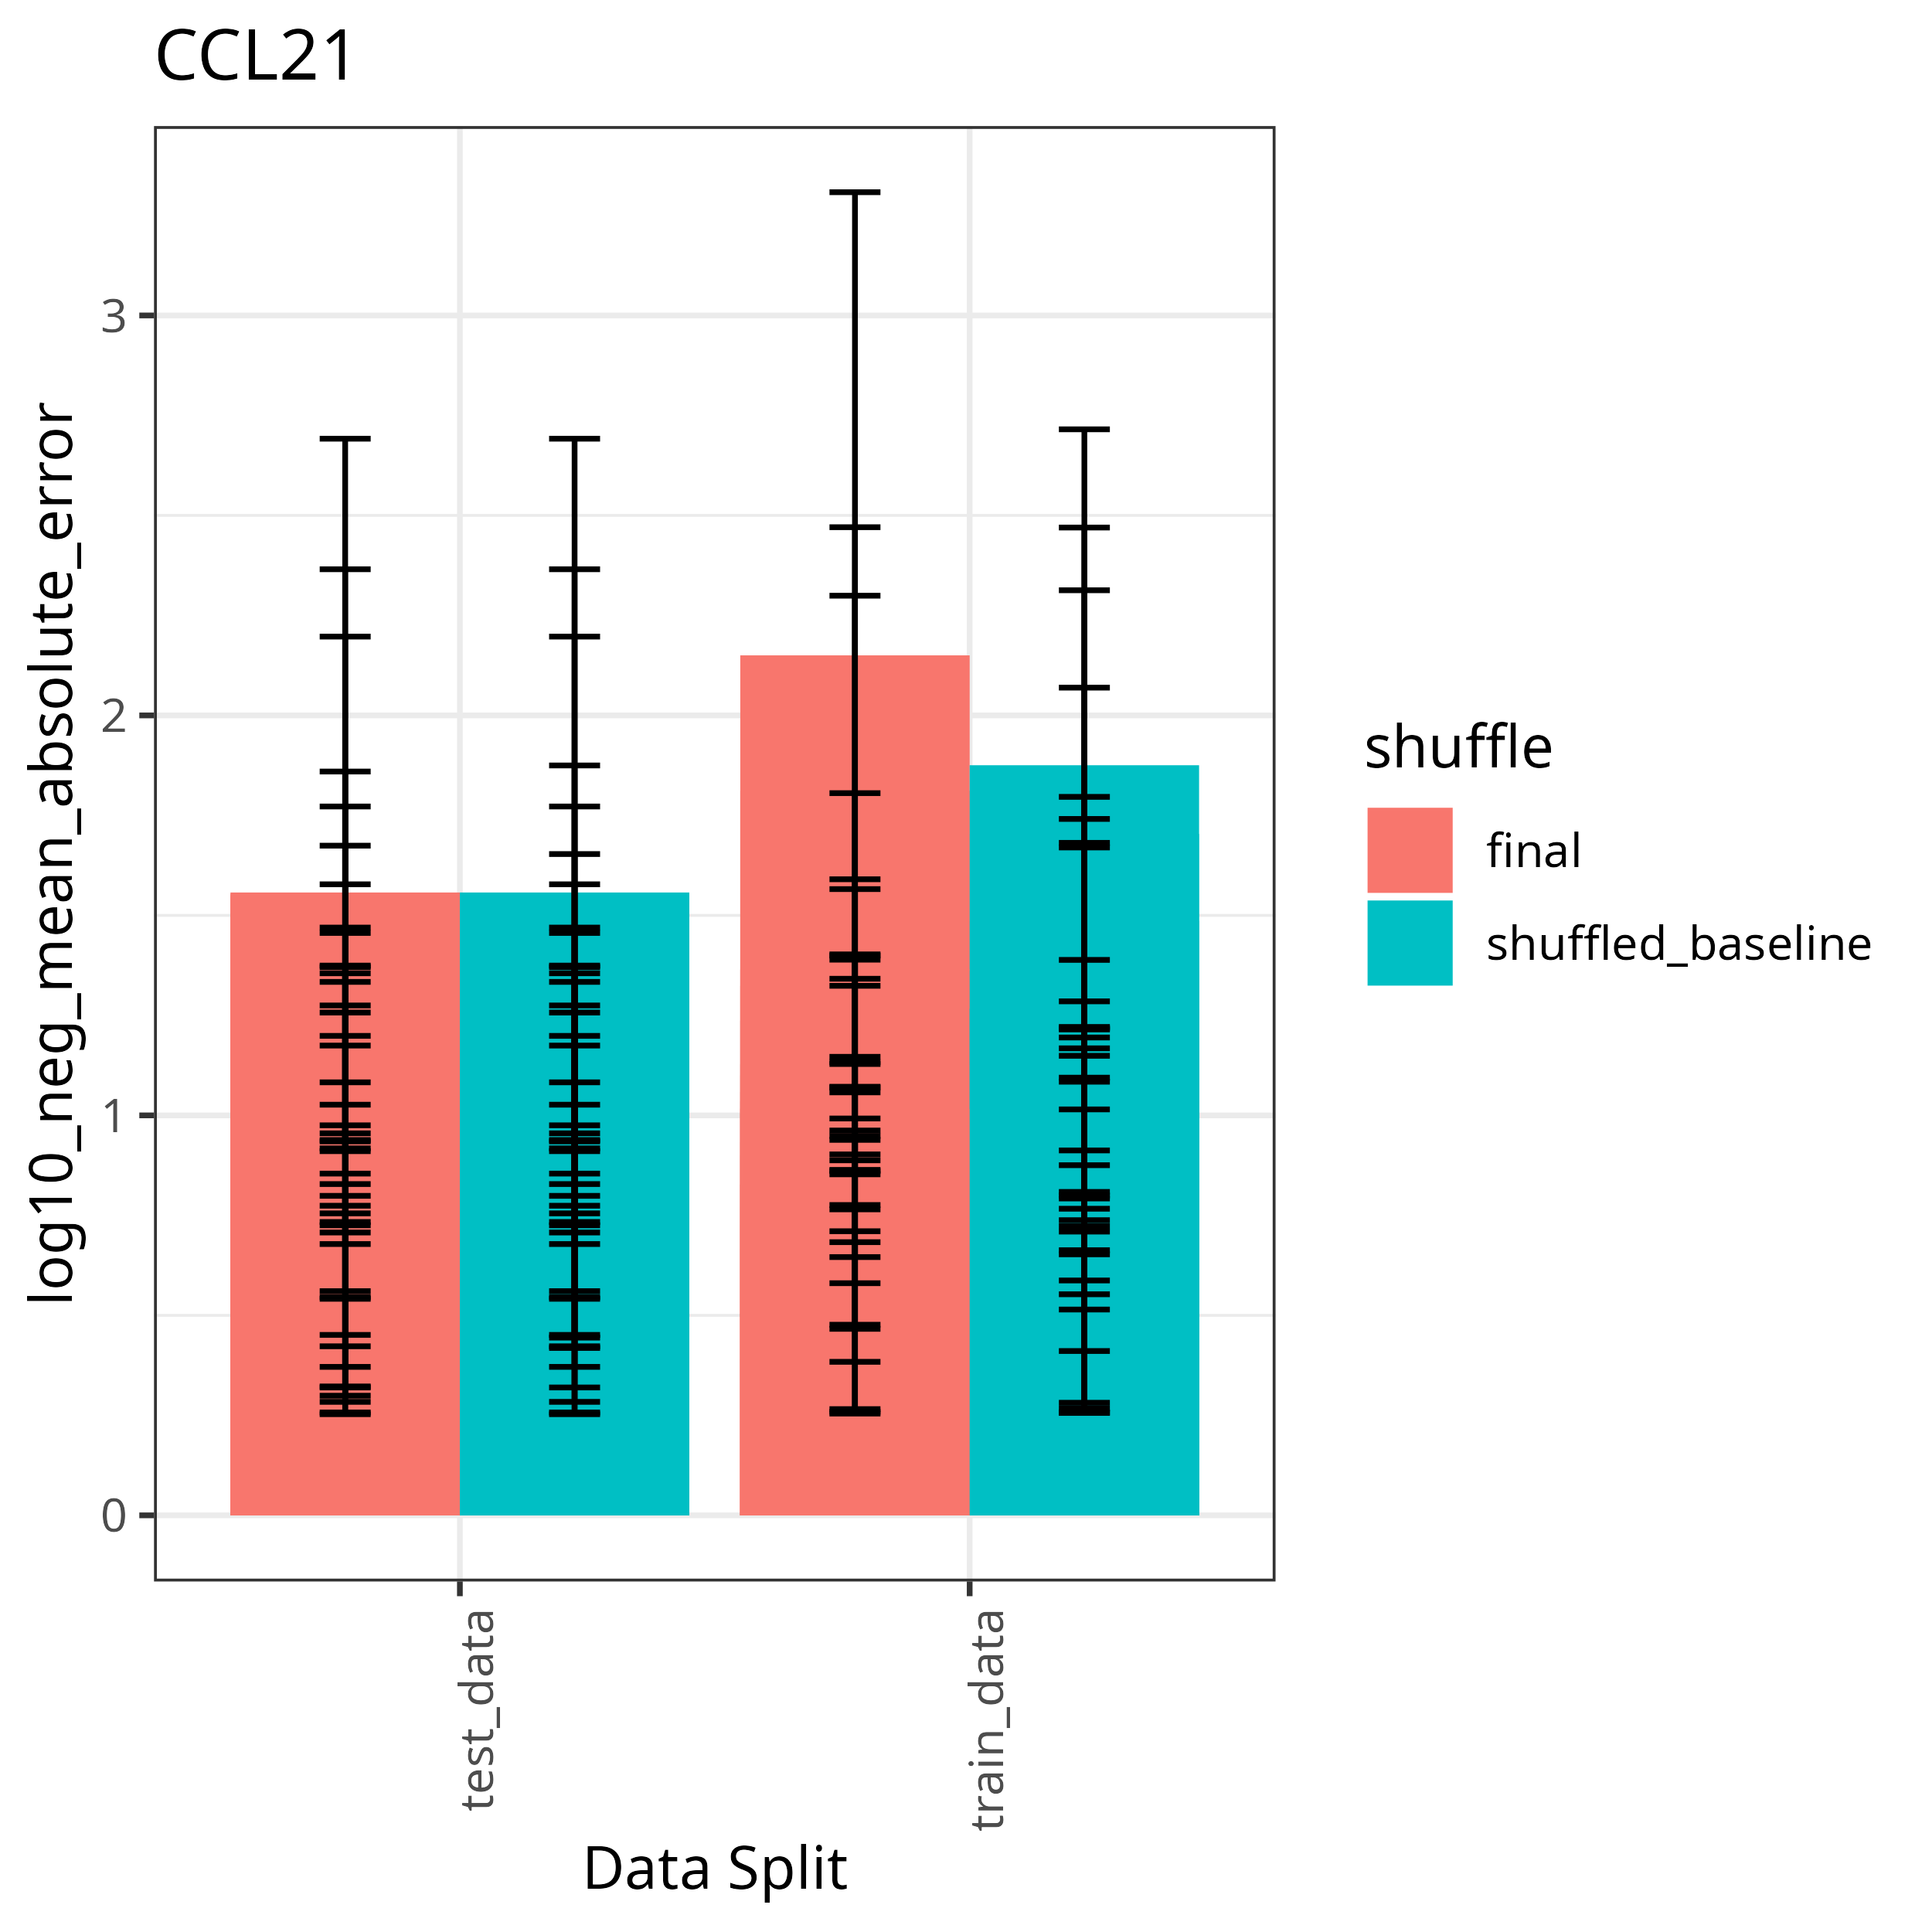 CCL21
log10_neg_mean_absolute_error
3
2
1
0
test_data
train_data
Data Split
shuffle
final
shuffled_baseline